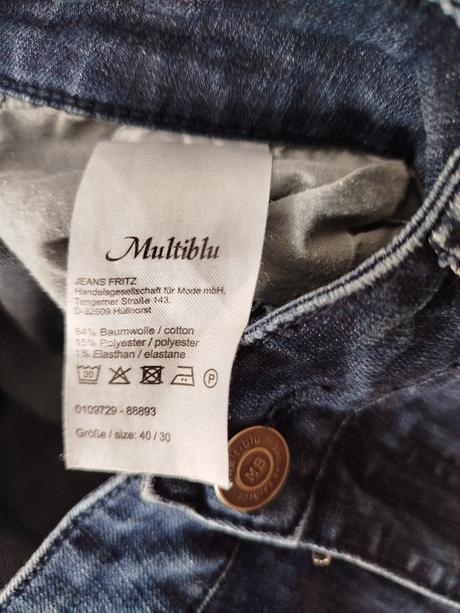 Multiblu
JEANS FRITZ
Handelsgesellschaft für Mode mbH,
Tengerner Straße 143,
D-32609 Hüllhorst
84% Baumwolle / cotton
15% Polyester / polyester
1% Elasthan / elastane
30 P
0109729 - 88893
Größe / size: 40 / 30
MB